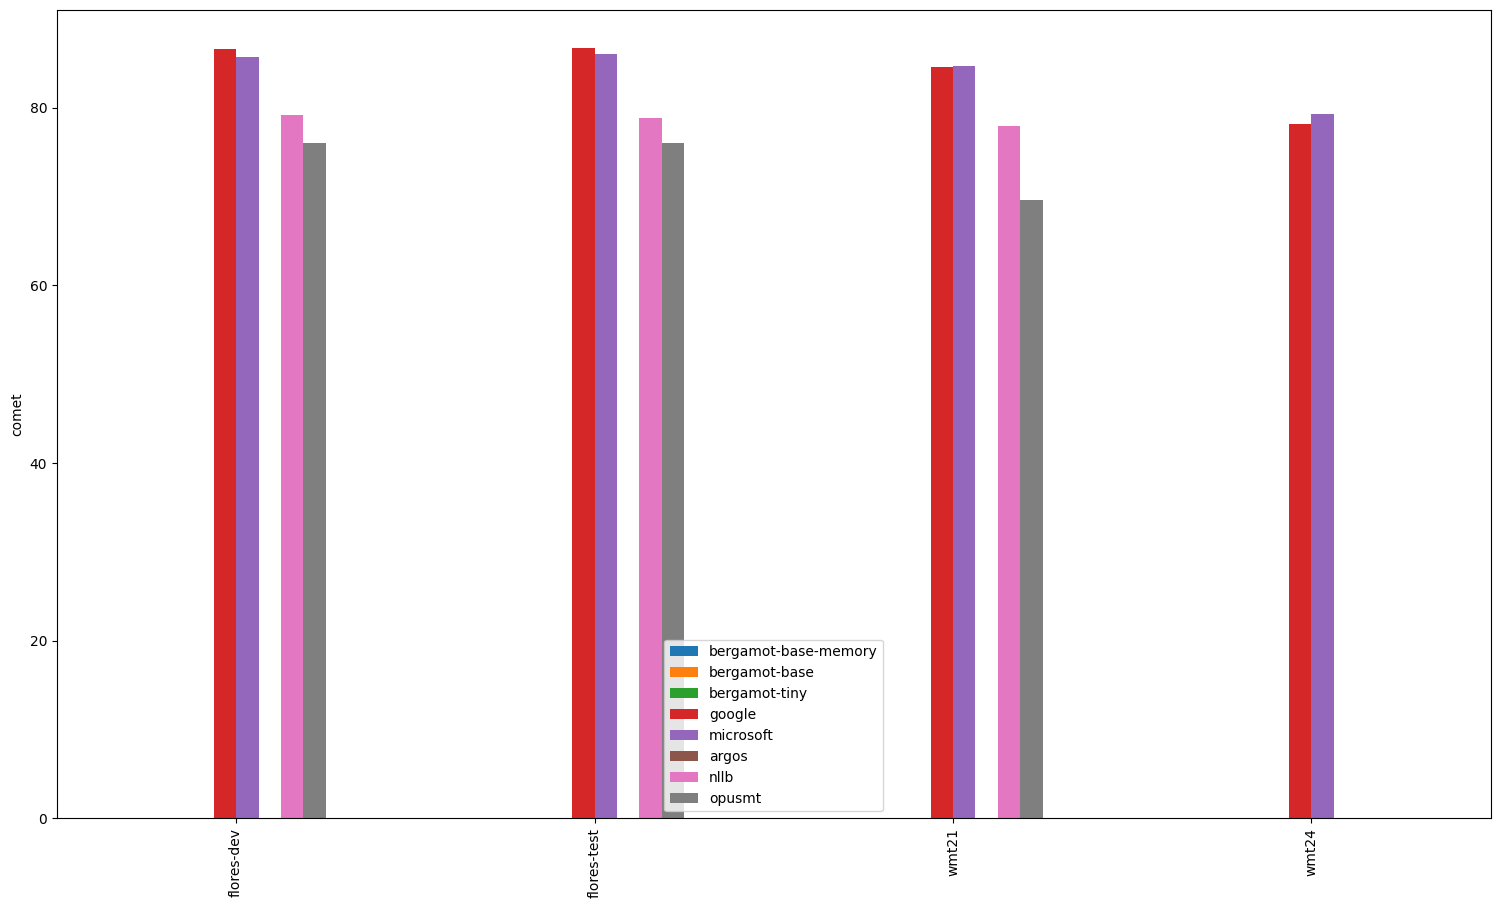 comet
80
60
40
20
0
flores-dev
flores-test
wmt21
wmt24
bergamot-base-memory
bergamot-base
bergamot-tiny
google
microsoft
argos
nllb
opusmt